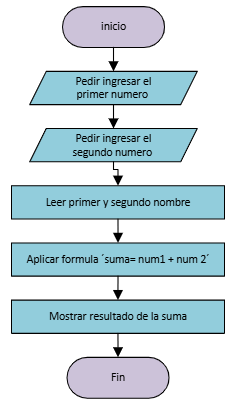 inicio
Pedir ingresar el
primer numero
Pedir ingresar el
segundo numero
Leer primer y segundo nombre
Aplicar formula ´suma= num1 + num 2´
Mostrar resultado de la suma
Fin